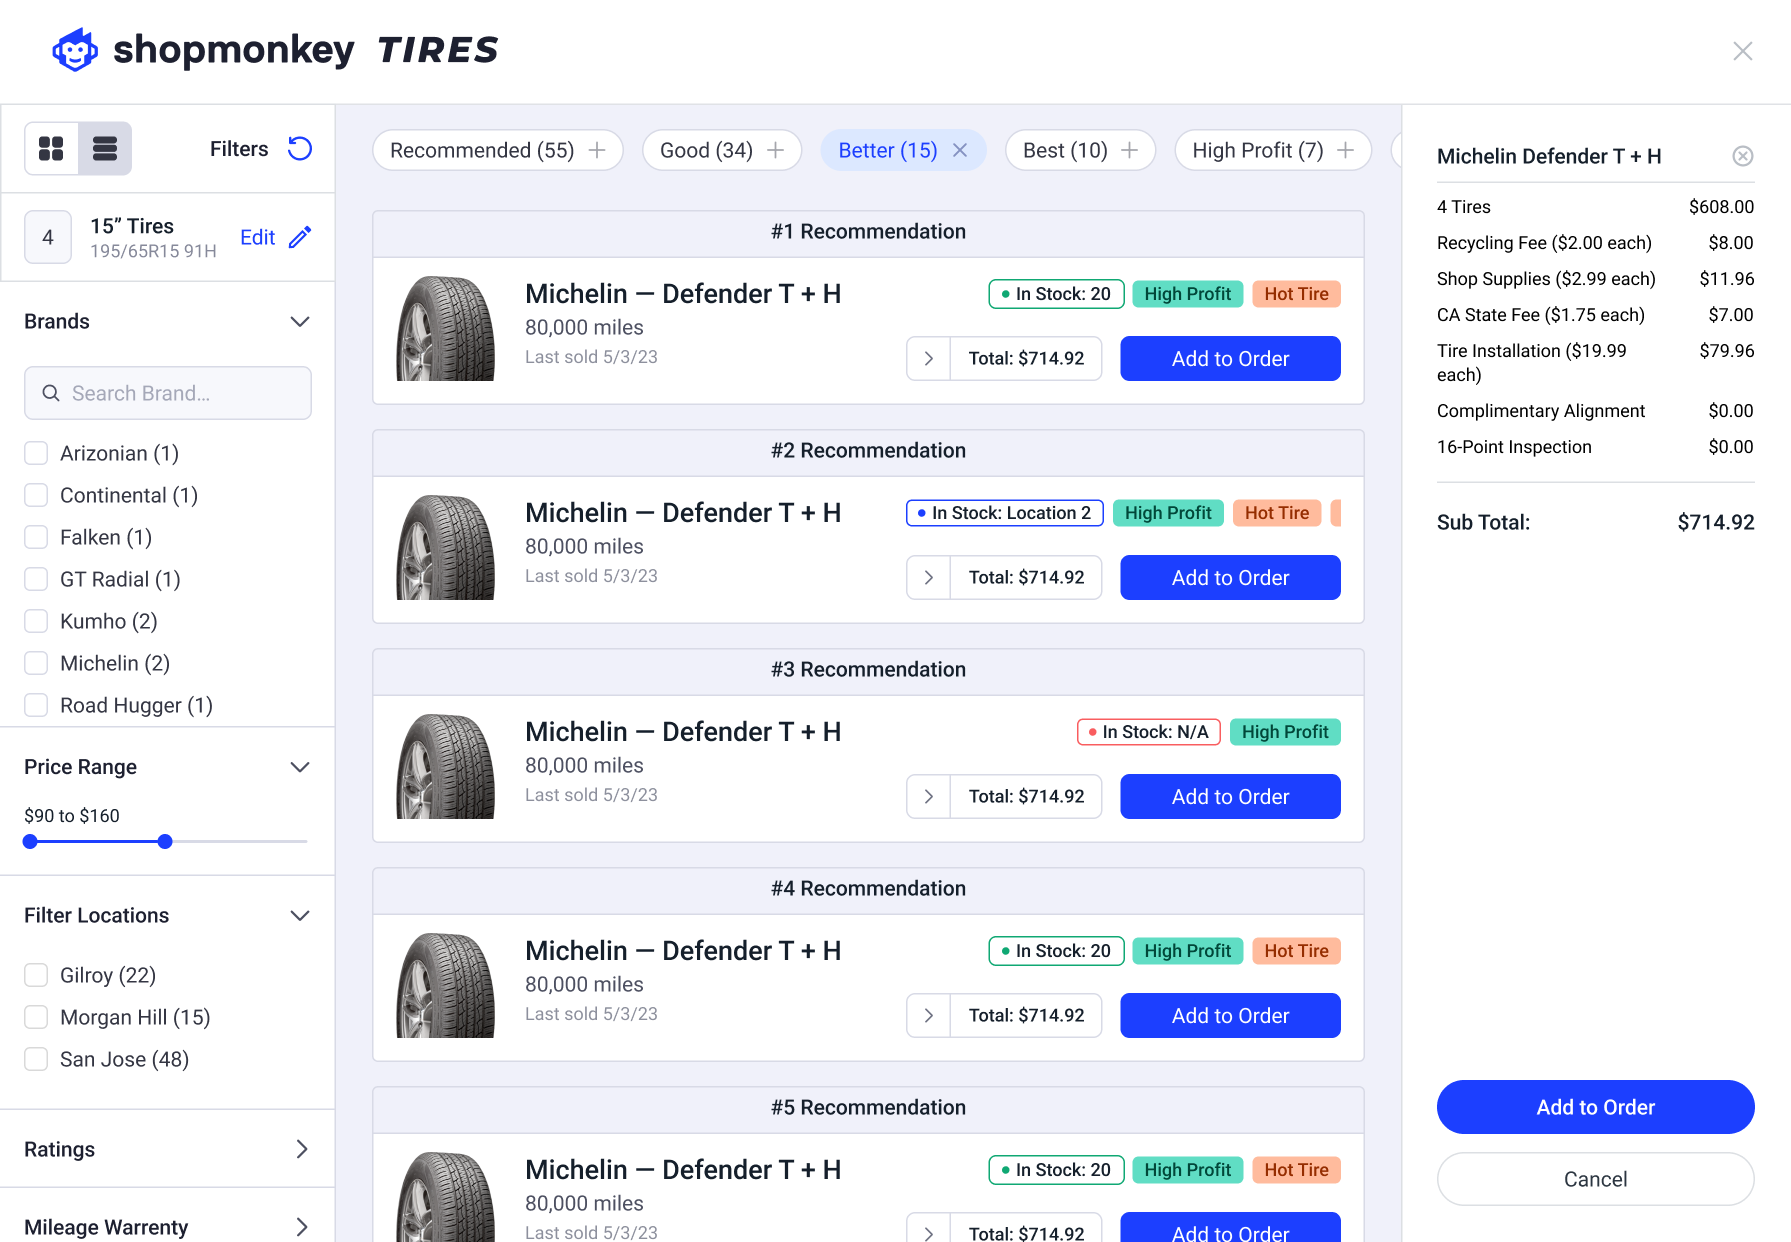 shopmonkey TIRES
Filters
4
15” Tires
195/65R15 91H
Edit
Brands
Search Brand...
Arizonian (1)
Continental (1)
Falken (1)
GT Radial (1)
Kumho (2)
Michelin (2)
Road Hugger (1)
Price Range
$90 to $160
Filter Locations
Gilroy (22)
Morgan Hill (15)
San Jose (48)
Ratings
Mileage Warrenty
Recommended (55)
Good (34)
Better (15)
Best (10)
High Profit (7)
#1 Recommendation
Michelin — Defender T + H
80,000 miles
Last sold 5/3/23
In Stock: 20
High Profit
Hot Tire
Total: $714.92
Add to Order
#2 Recommendation
Michelin — Defender T + H
80,000 miles
Last sold 5/3/23
In Stock: Location 2
High Profit
Hot Tire
Total: $714.92
Add to Order
#3 Recommendation
Michelin — Defender T + H
80,000 miles
Last sold 5/3/23
In Stock: N/A
High Profit
Total: $714.92
Add to Order
#4 Recommendation
Michelin — Defender T + H
80,000 miles
Last sold 5/3/23
In Stock: 20
High Profit
Hot Tire
Total: $714.92
Add to Order
#5 Recommendation
Michelin — Defender T + H
80,000 miles
Last sold 5/3/23
In Stock: 20
High Profit
Hot Tire
Total: $714.92
Add to Order
Michelin Defender T + H
4 Tires $608.00
Recycling Fee ($2.00 each) $8.00
Shop Supplies ($2.99 each) $11.96
CA State Fee ($1.75 each) $7.00
Tire Installation ($19.99 $79.96
each)
Complimentary Alignment $0.00
16-Point Inspection $0.00
Sub Total: $714.92
Add to Order
Cancel